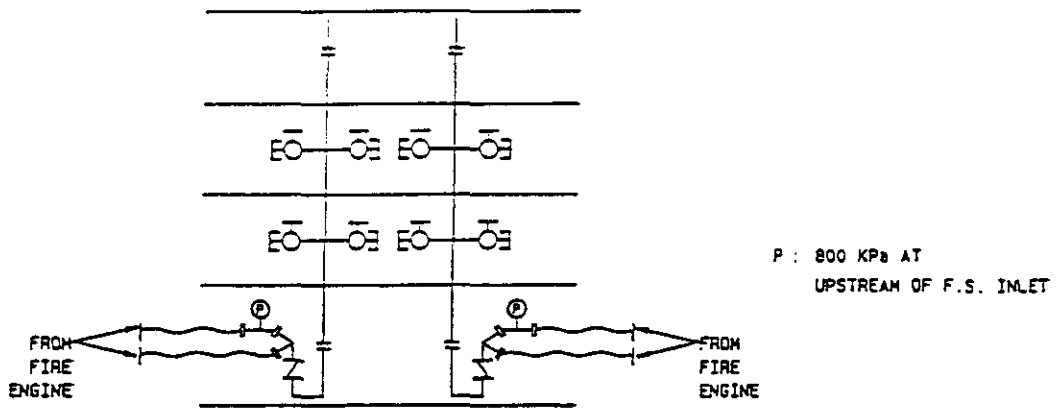 P : 800 KPa AT
UPSTREAM OF F.S. INLET
P
P
FROM
FIRE
ENGINE
FROM
FIRE
ENGINE